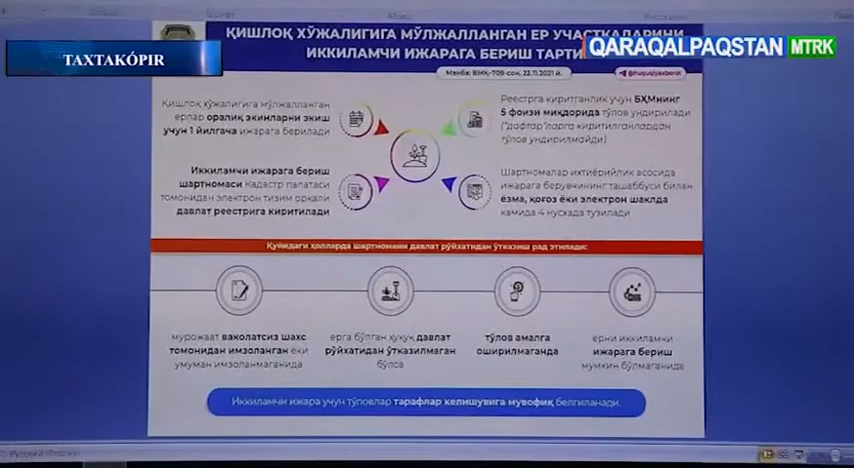 ҚИШЛОҚ ХЎЖАЛИГИГА МЎЛЖАЛЛАНГАН ЕР УЧАСТКАЛАРИНИ
ИККИЛАМЧИ ИЖАРАГА БЕРИШ
QARAQALPAQSTAN MTRK
TAXTAKÓPIR
Манба: ВМҚ-709-сон, 22.11.2021 й.
@huquqiyaxborot
Қишлоқ хўжалигига мўлжалланган
ерлар оралиқ экинларни экиш
учун 1 йилгача ижарага берилади
Реестрга киритганлик учун БҲМнинг
5 фоизи миқдорида тўлов ундирилади
("дафтар"ларга киритилганлардан
тўлов ундирилмайди)
Иккиламчи ижарага бериш
шартномаси Кадастр палатаси
томонидан электрон тизим орқали
давлат реестрига киритилади
Шартномалар ихтиёрийлик асосида
ижарага берувчининг ташаббуси билан
ёзма, қоғоз ёки электрон шаклда
камида 4 нусхада тузилади
Қуйидаги ҳолларда шартномани давлат рўйхатидан ўтказиш рад этилади:
мурожаат ваколатсиз шахс
томонидан имзоланган ёки
умуман имзоланмаганида
ерга бўлган ҳуқуқ давлат
рўйхатидан ўтказилмаган
бўлса
тўлов амалга
оширилмаганда
ерни иккиламчи
ижарага бериш
мумкин бўлмаганида
Иккиламчи ижара учун тўловлар тарафлар келишувига мувофиқ белгиланади.